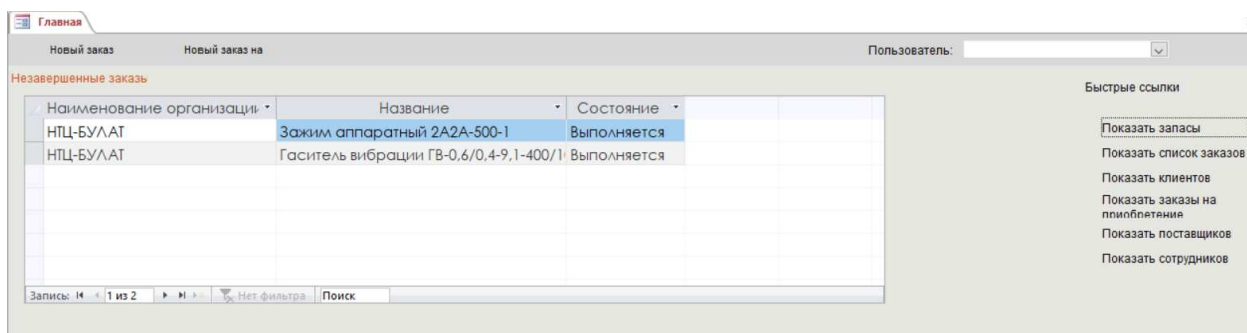 Главная
Новый заказ Новый заказ на Пользователь:
Незавершенные заказы
Быстрые ссылки
Наименование организации Название Состояние
НТЦ-БУЛАТ Зажим аппаратный 2А2А-500-1 Выполняется
Показать запасы
НТЦ-БУЛАТ Гаситель вибрации ГВ-0,6/0,4-9,1-400/1 Выполняется
Показать список заказов
Показать клиентов
Показать заказы на
приобретение
Показать поставщиков
Показать сотрудников
Запись: 1 из 2 Нет фильтра Поиск